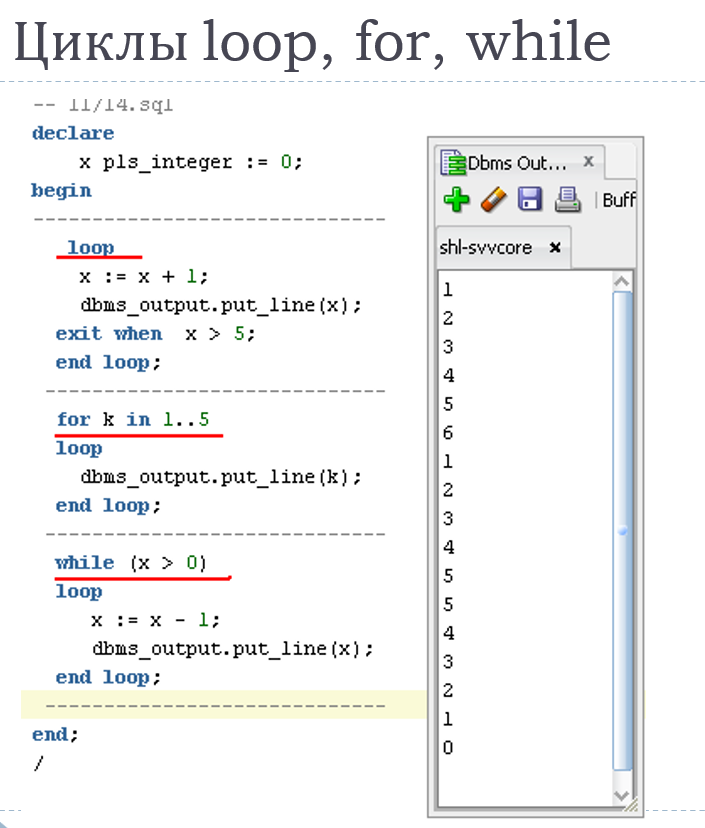 Циклы loop, for, while
-- 11/14.sql
declare
x pls_integer := 0;
begin
-----------------------------
loop
x := x + 1;
dbms_output.put_line(x);
exit when x > 5;
end loop;
----------------------------
for k in 1..5
loop
dbms_output.put_line(k);
end loop;
----------------------------
while (x > 0)
loop
x := x - 1;
dbms_output.put_line(x);
end loop;
----------------------------
end;
/
Dbms Out... x
Buff
shl-svvcore ×
1
2
3
4
5
6
1
2
3
4
5
5
4
3
2
1
0